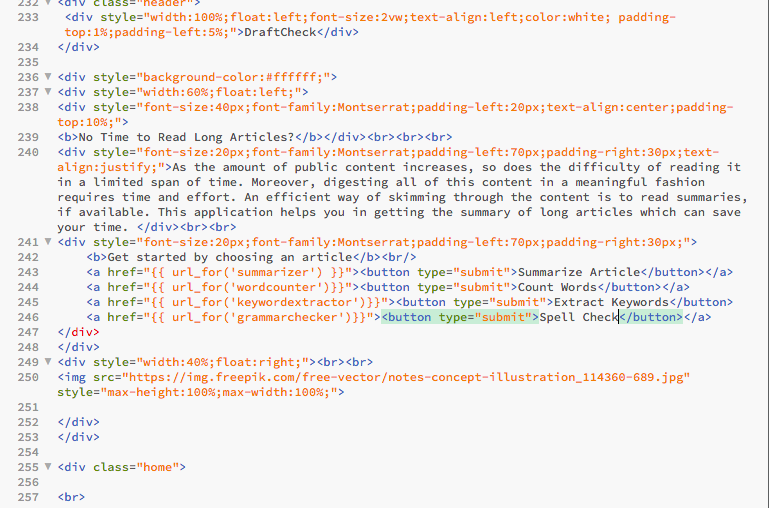 232 <div class="header">
233 <div style="width:100%;float:left;font-size:2vw;text-align:left;color:white; padding-
top:1%;padding-left:5%;">DraftCheck</div>
234 </div>
235
236 <div style="background-color:#ffffff;">
237 <div style="width:60%;float:left;">
238 <div style="font-size:40px;font-family:Montserrat;padding-left:20px;text-align:center;padding-
top:10%;">
239 <b>No Time to Read Long Articles?</b></div><br><br><br>
240 <div style="font-size:20px;font-family:Montserrat;padding-left:70px;padding-right:30px;text-
align:justify;">As the amount of public content increases, so does the difficulty of reading it
in a limited span of time. Moreover, digesting all of this content in a meaningful fashion
requires time and effort. An efficient way of skimming through the content is to read summaries,
if available. This application helps you in getting the summary of long articles which can save
your time. </div><br><br>
241 <div style="font-size:20px;font-family:Montserrat;padding-left:70px;padding-right:30px;">
242 <b>Get started by choosing an article</b><br/>
243 <a href="{{ url_for('summarizer') }}"><button type="submit">Summarize Article</button></a>
244 <a href="{{ url_for('wordcounter')}}"><button type="submit">Count Words</button></a>
245 <a href="{{ url_for('keywordextractor')}}"><button type="submit">Extract Keywords</button>
246 <a href="{{ url_for('grammarchecker')}}"><button type="submit">Spell Check</button></a>
247 </div>
248 </div>
249 <div style="width:40%;float:right;"><br><br>
250 <img src="https://img.freepik.com/free-vector/notes-concept-illustration_114360-689.jpg"
style="max-height:100%;max-width:100%;">
251
252 </div>
253 </div>
254
255 <div class="home">
256
257 <br>